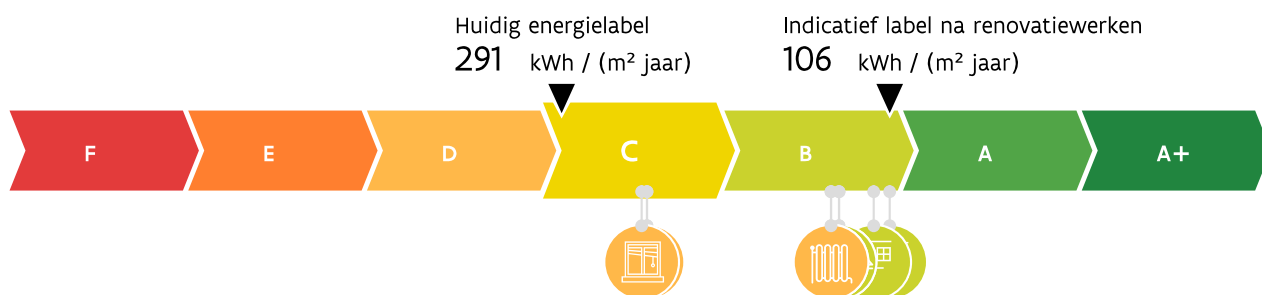 Huidig energielabel
291 kWh / (m² jaar)
Indicatief label na renovatiewerken
106 kWh / (m² jaar)
F E D C B A A+